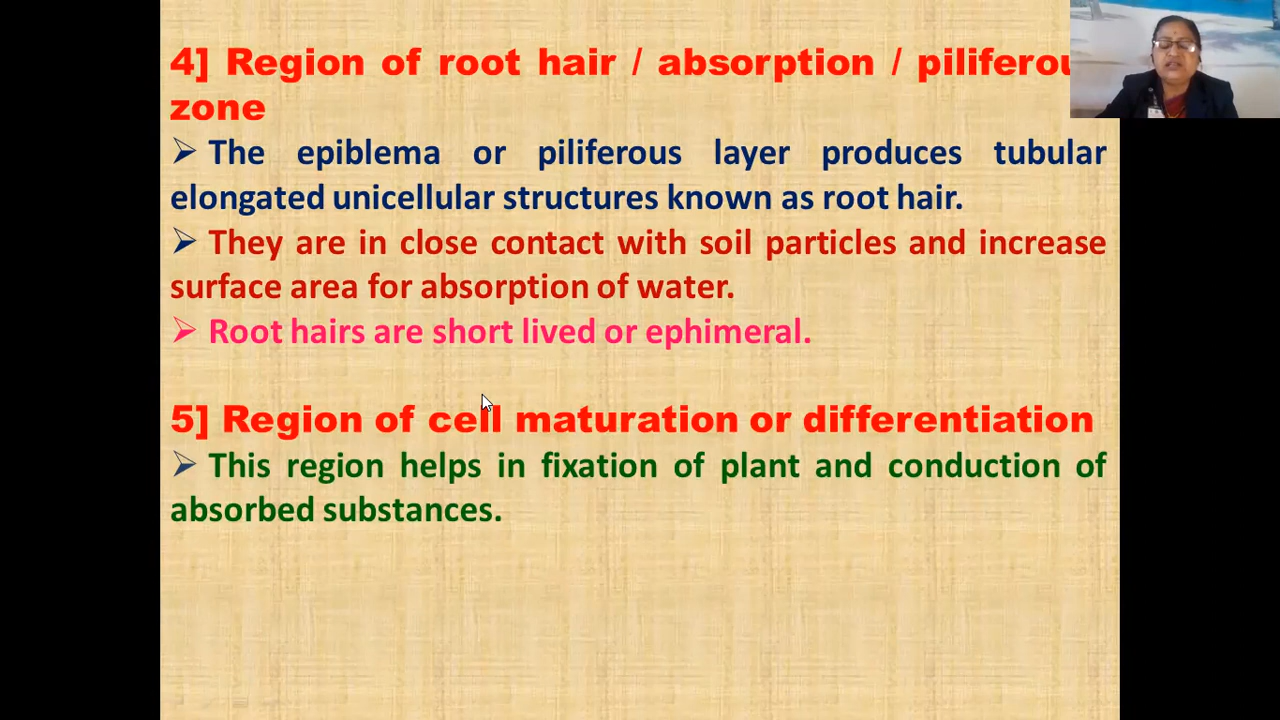 4] Region of root hair / absorption / piliferou
zone
➢ The epiblema or piliferous layer produces tubular
elongated unicellular structures known as root hair.
➢ They are in close contact with soil particles and increase
surface area for absorption of water.
➢ Root hairs are short lived or ephimeral.
5] Region of cell maturation or differentiation
➢ This region helps in fixation of plant and conduction of
absorbed substances.